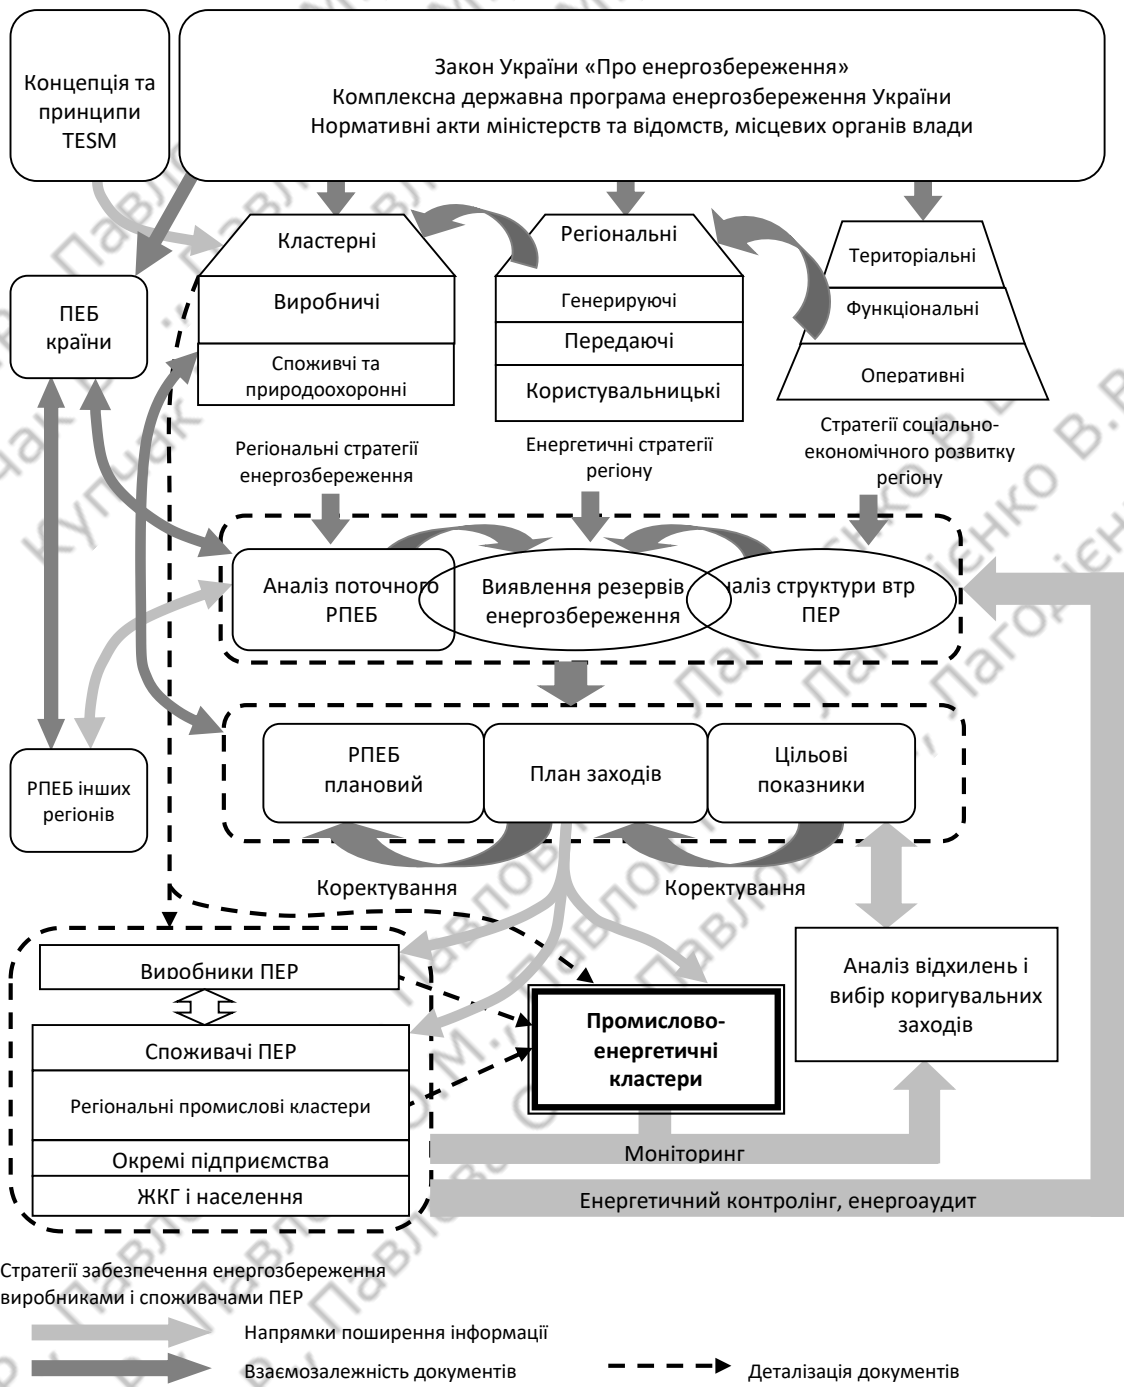 Концепція та
принципи
TESM
Закон України «Про енергозбереження»
Комплексна державна програма енергозбереження України
Нормативні акти міністерств та відомств, місцевих органів влади
Кластерні
Виробничі
Споживчі та
природоохоронні
Регіональні
Генерируючі
Передаючі
Користувальницькі
Територіальні
Функціональні
Оперативні
ПЕБ
країни
Регіональні стратегії
енергозбереження
Енергетичні стратегії
регіону
Стратегії соціально-
економічного розвитку
регіону
Аналіз поточного
РПЕБ
Виявлення резервів
енергозбереження
наліз структури втр
ПЕР
РПЕБ
плановий
План заходів
Цільові
показники
РПЕБ інших
регіонів
Коректування
Коректування
Виробники ПЕР
Споживачі ПЕР
Регіональні промислові кластери
Окремі підприємства
ЖКГ і населення
Промислово-
енергетичні
кластери
Аналіз відхилень і
вибір коригувальних
заходів
Моніторинг
Енергетичний контролінг, енергоаудит
Стратегії забезпечення енергозбереження
виробниками і споживачами ПЕР
Напрямки поширення інформації
Взаємозалежність документів
Деталізація документів